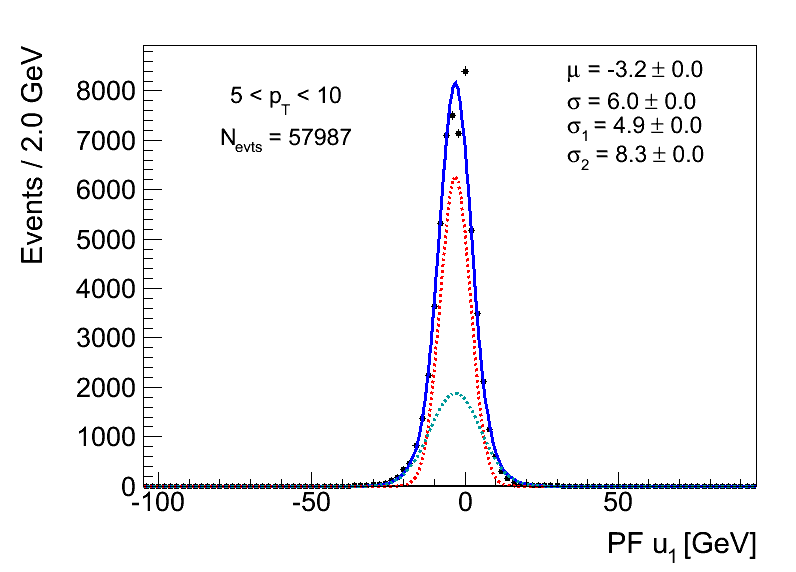 Events / 2.0 GeV
8000
7000
6000
5000
4000
3000
2000
1000
0
5 < p_T < 10
N_evts = 57987
μ = -3.2 ± 0.0
σ = 6.0 ± 0.0
σ_1 = 4.9 ± 0.0
σ_2 = 8.3 ± 0.0
-100 -50 0 50
PF u_1 [GeV]